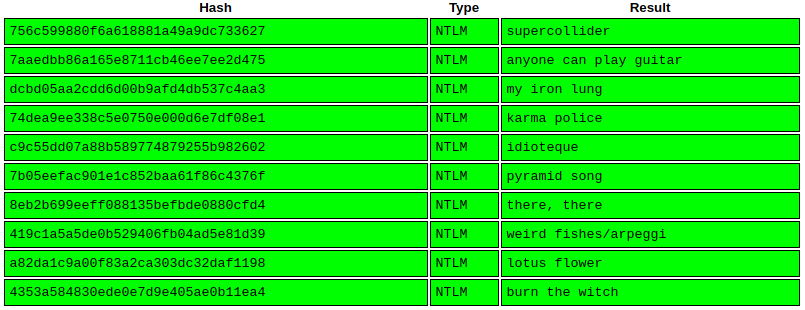 Hash Type Result
756c599880f6a618881a49a9dc733627 NTLM supercollider
7aaedbb86a165e8711cb46ee7ee2d475 NTLM anyone can play guitar
dcbd05aa2cdd6d00b9afd4db537c4aa3 NTLM my iron lung
74dea9ee338c5e0750e000d6e7df08e1 NTLM karma police
c9c55dd07a88b589774879255b982602 NTLM idioteque
7b05eefac901e1c852baa61f86c4376f NTLM pyramid song
8eb2b699eeff088135befbde0880cfd4 NTLM there, there
419c1a5a5de0b529406fb04ad5e81d39 NTLM weird fishes/arpeggi
a82da1c9a00f83a2ca303dc32daf1198 NTLM lotus flower
4353a584830ede0e7d9e405ae0b11ea4 NTLM burn the witch